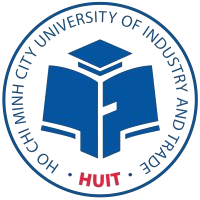 HO CHI MINH CITY UNIVERSITY OF INDUSTRY AND TRADE
· HUIT ·